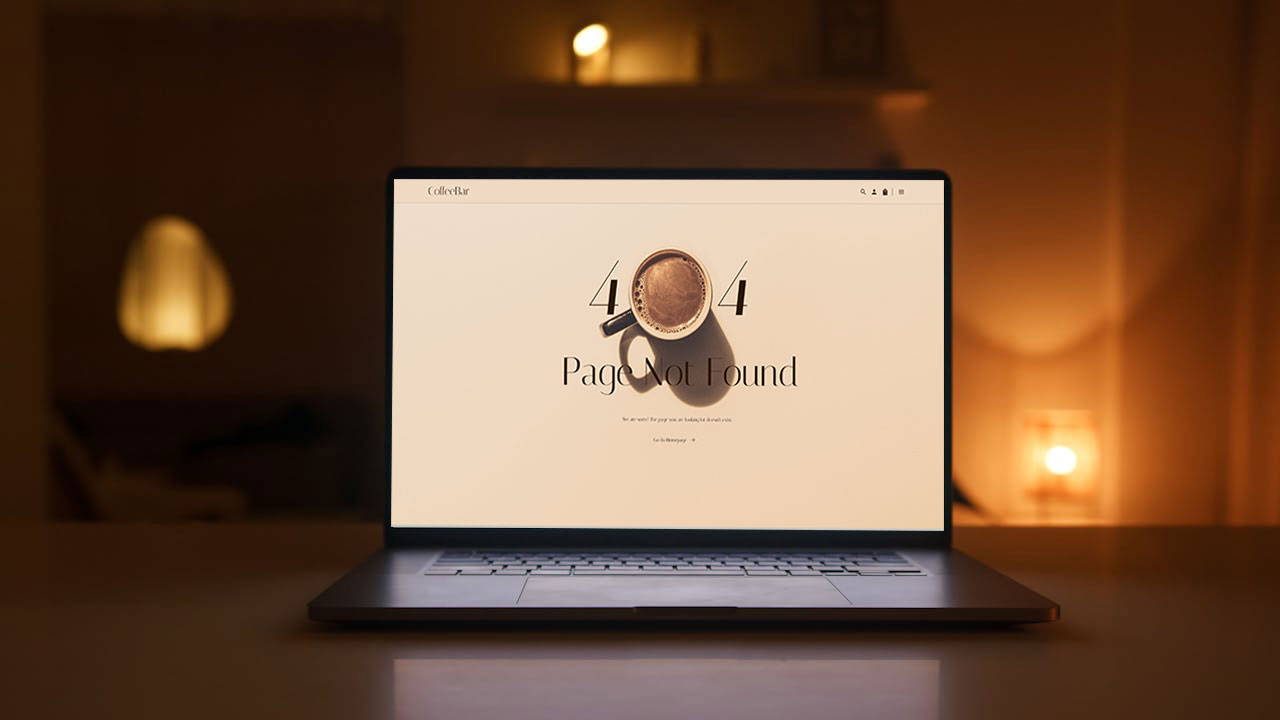 CoffeeBar
4 4
Page Not Found
We are sorry! The page you are looking for doesn't exist.
Go To Homepage